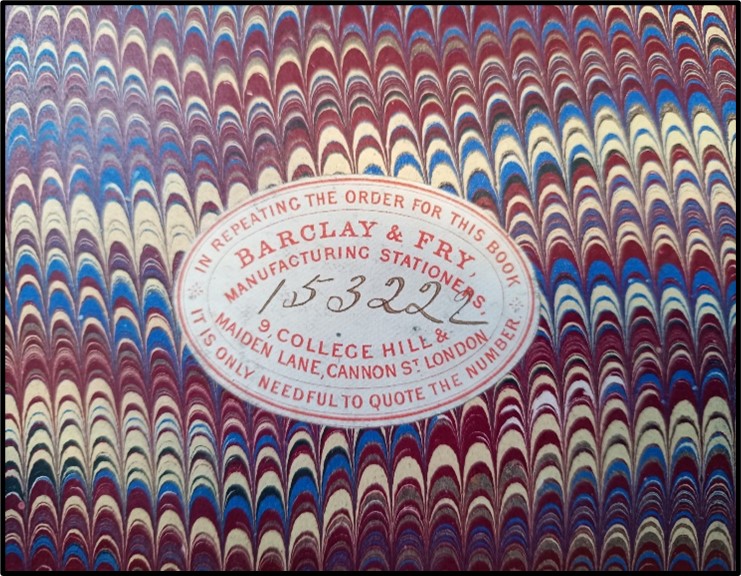 IN REPEATING THE ORDER FOR THIS BOOK
BARCLAY & FRY,
MANUFACTURING STATIONERS,
153222
9, COLLEGE HILL &
MAIDEN LANE, CANNON ST. LONDON
IT IS ONLY NEEDFUL TO QUOTE THE NUMBER.